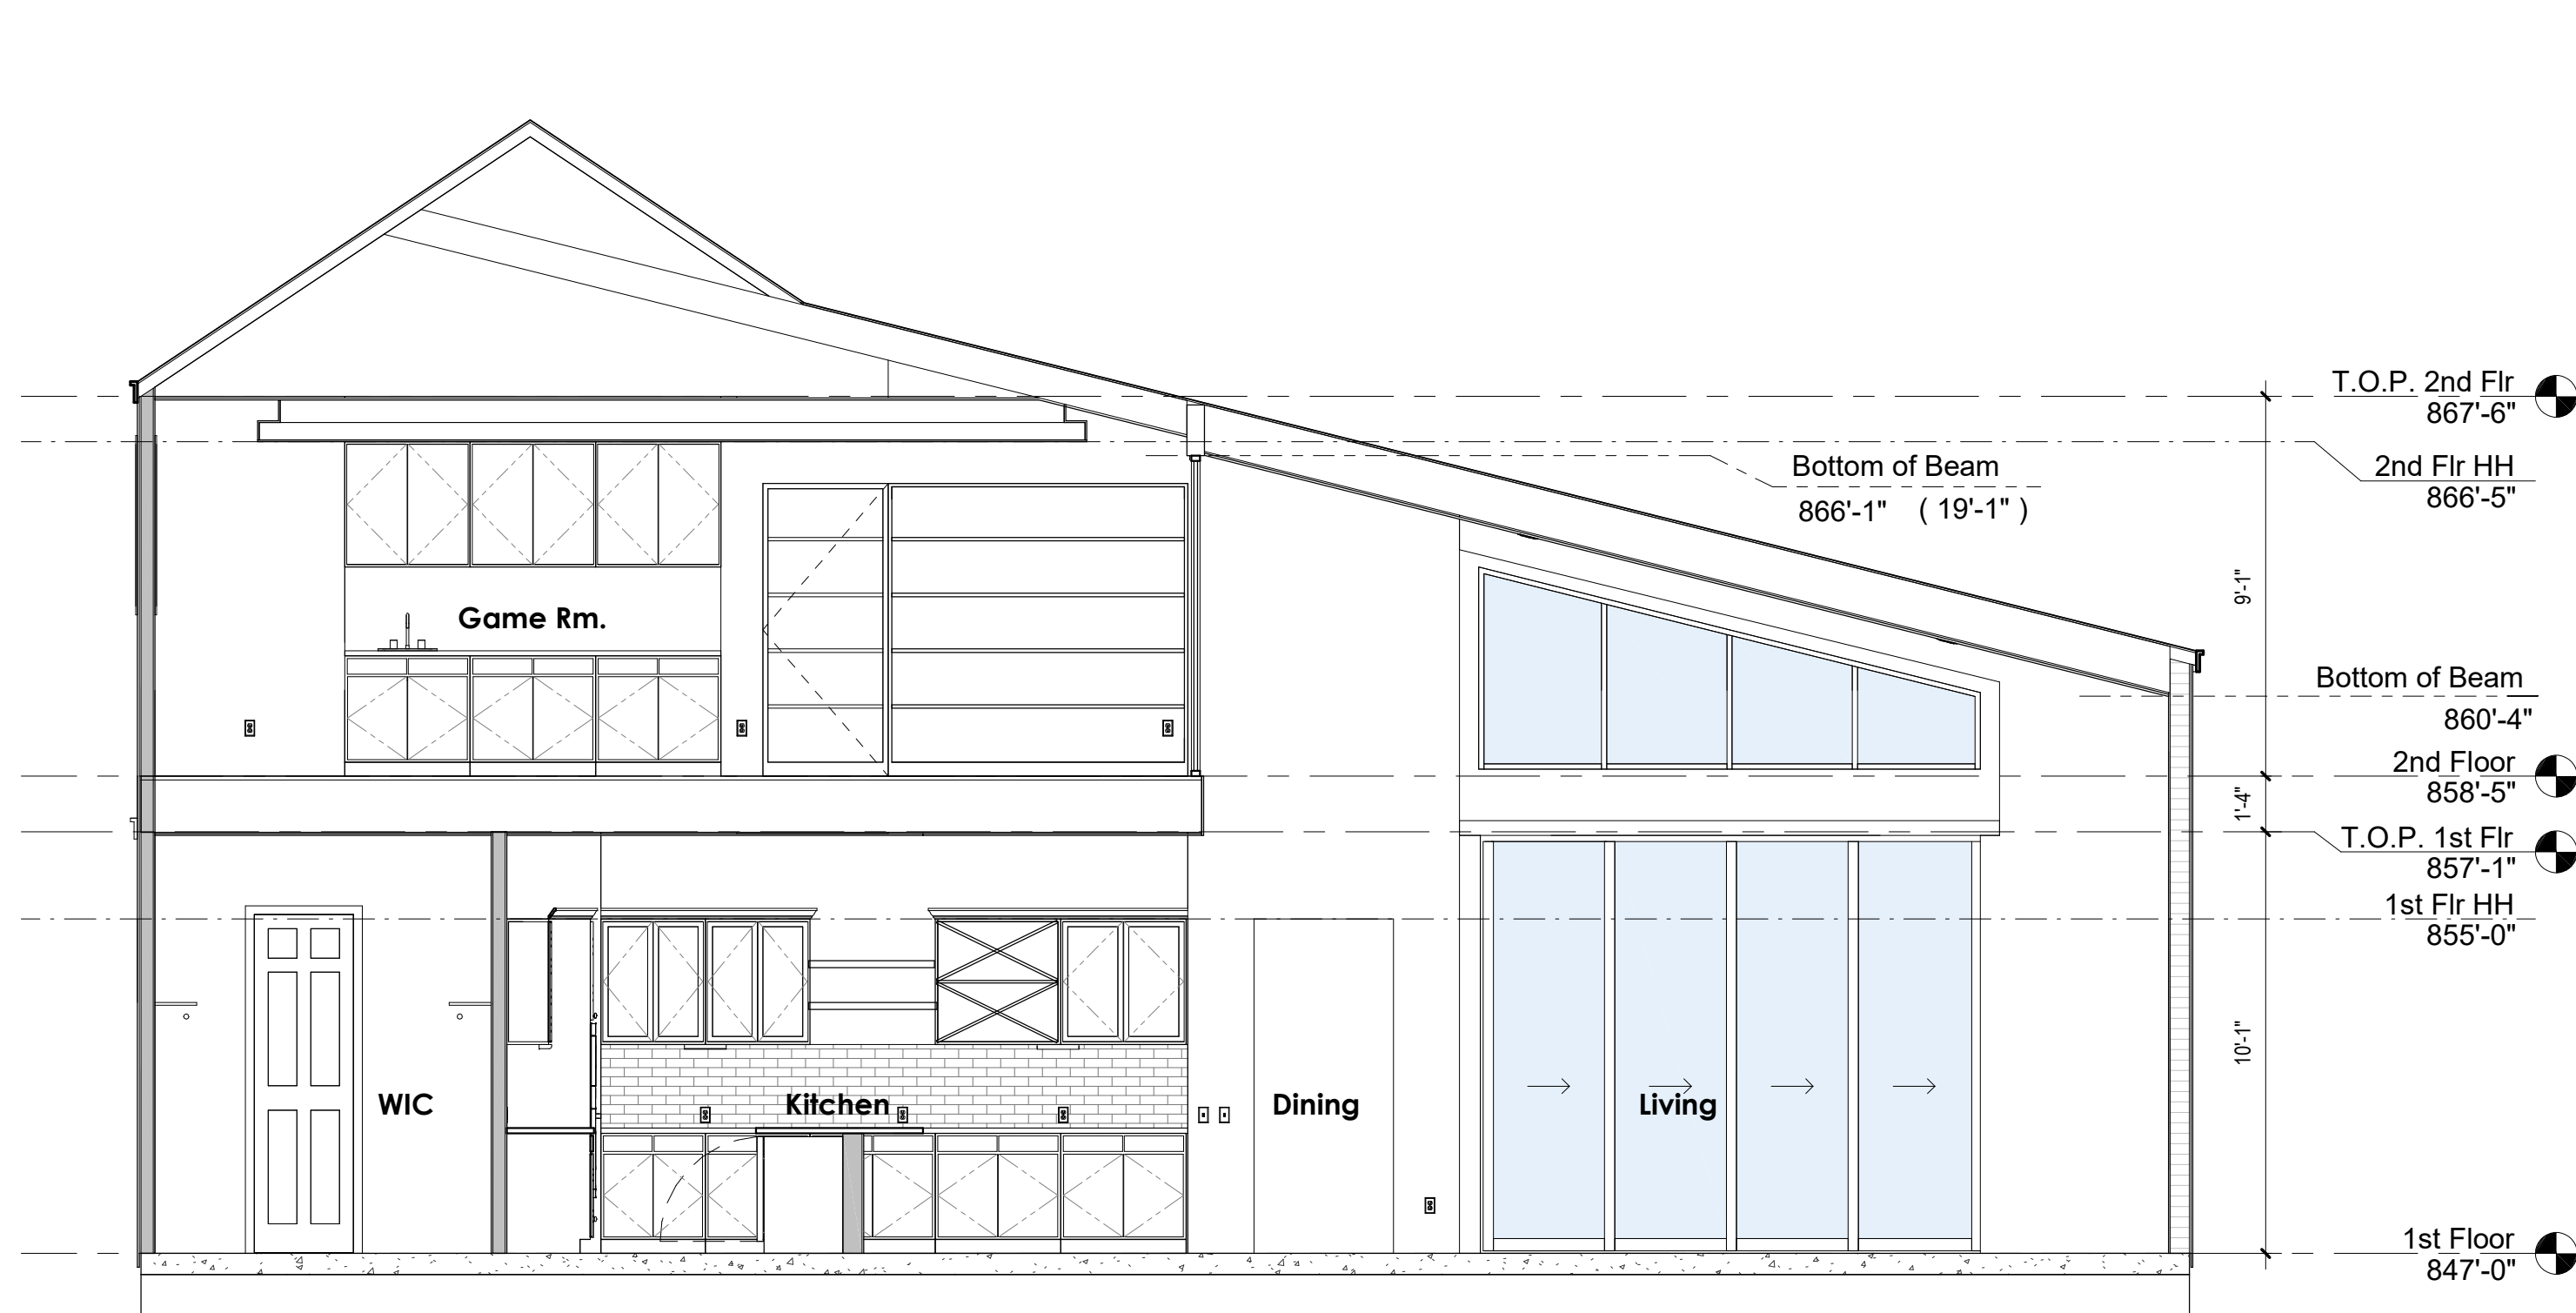 T.O.P. 2nd Flr
867'-6"
Bottom of Beam
866'-1" ( 19'-1" )
2nd Flr HH
866'-5"
9'-1"
Game Rm.
Bottom of Beam
860'-4"
2nd Floor
858'-5"
1'-4"
T.O.P. 1st Flr
857'-1"
1st Flr HH
855'-0"
10'-1"
WIC
Kitchen
Dining
Living
1st Floor
847'-0"